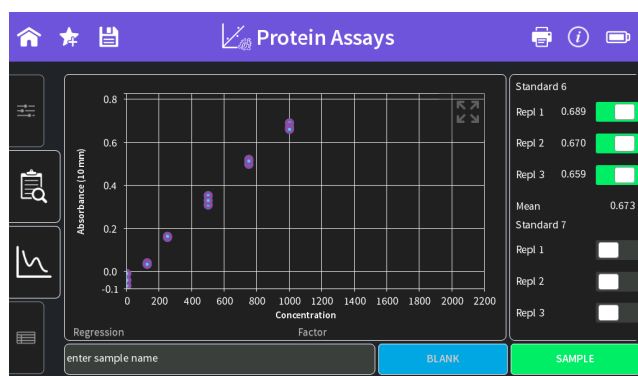 Protein Assays
Standard 6
Repl 1 0.689
Repl 2 0.670
Repl 3 0.659
Mean 0.673
Standard 7
Repl 1
Repl 2
Repl 3
Absorbance (10 mm)
0.8
0.6
0.4
0.2
0.0
-0.1
0 200 400 600 800 1000 1200 1400 1600 1800 2000 2200
Concentration
Regression Factor
enter sample name
BLANK
SAMPLE